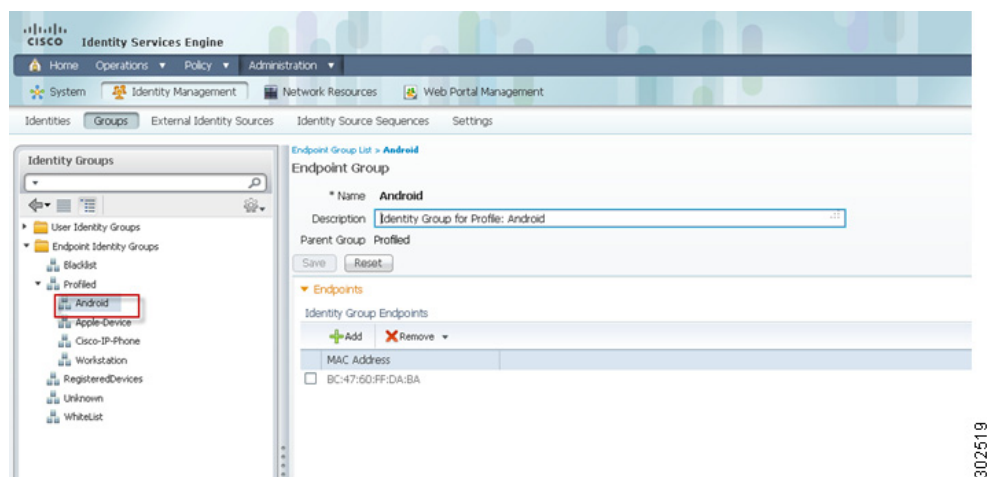 CISCO Identity Services Engine
Home Operations ▼ Policy ▼ Administration ▼
System Identity Management Network Resources Web Portal Management
Identities Groups External Identity Sources Identity Source Sequences Settings
Identity Groups
User Identity Groups
Endpoint Identity Groups
Blacklist
Profiled
Android
Apple-Device
Cisco-IP-Phone
Workstation
RegisteredDevices
Unknown
WhiteList
Endpoint Group List > Android
Endpoint Group
* Name Android
Description Identity Group for Profile: Android
Parent Group Profiled
Save Reset
Endpoints
Identity Group Endpoints
Add Remove
MAC Address
BC:47:60:FF:DA:BA
302519